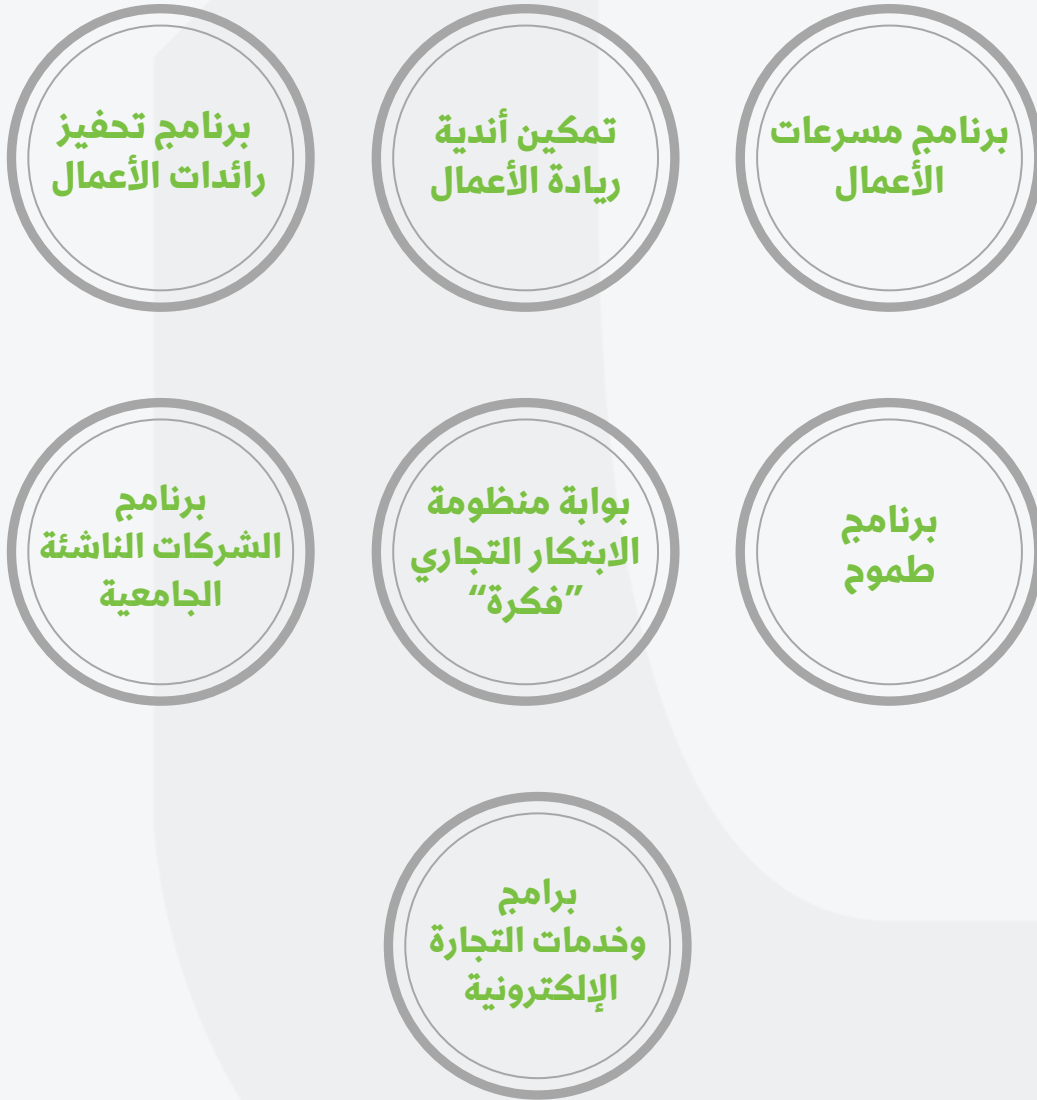 برنامج مسرعات
الأعمال
تمكين أندية
ريادة الأعمال
برنامج تحفيز
رائدات الأعمال
برنامج
طموح
بوابة منظومة
الابتكار التجاري
”فكرة“
برنامج
الشركات الناشئة
الجامعية
برامج
وخدمات التجارة
الإلكترونية